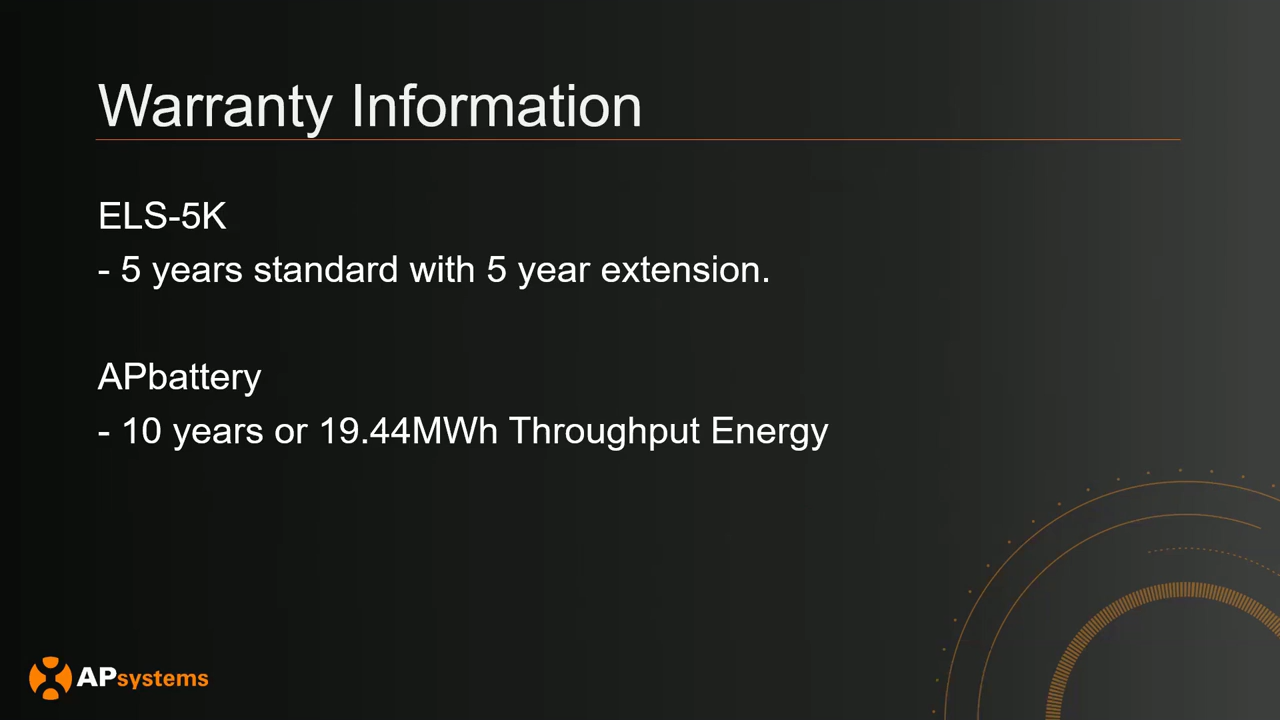 Warranty Information
ELS-5K
- 5 years standard with 5 year extension.
APbattery
- 10 years or 19.44MWh Throughput Energy
APsystems